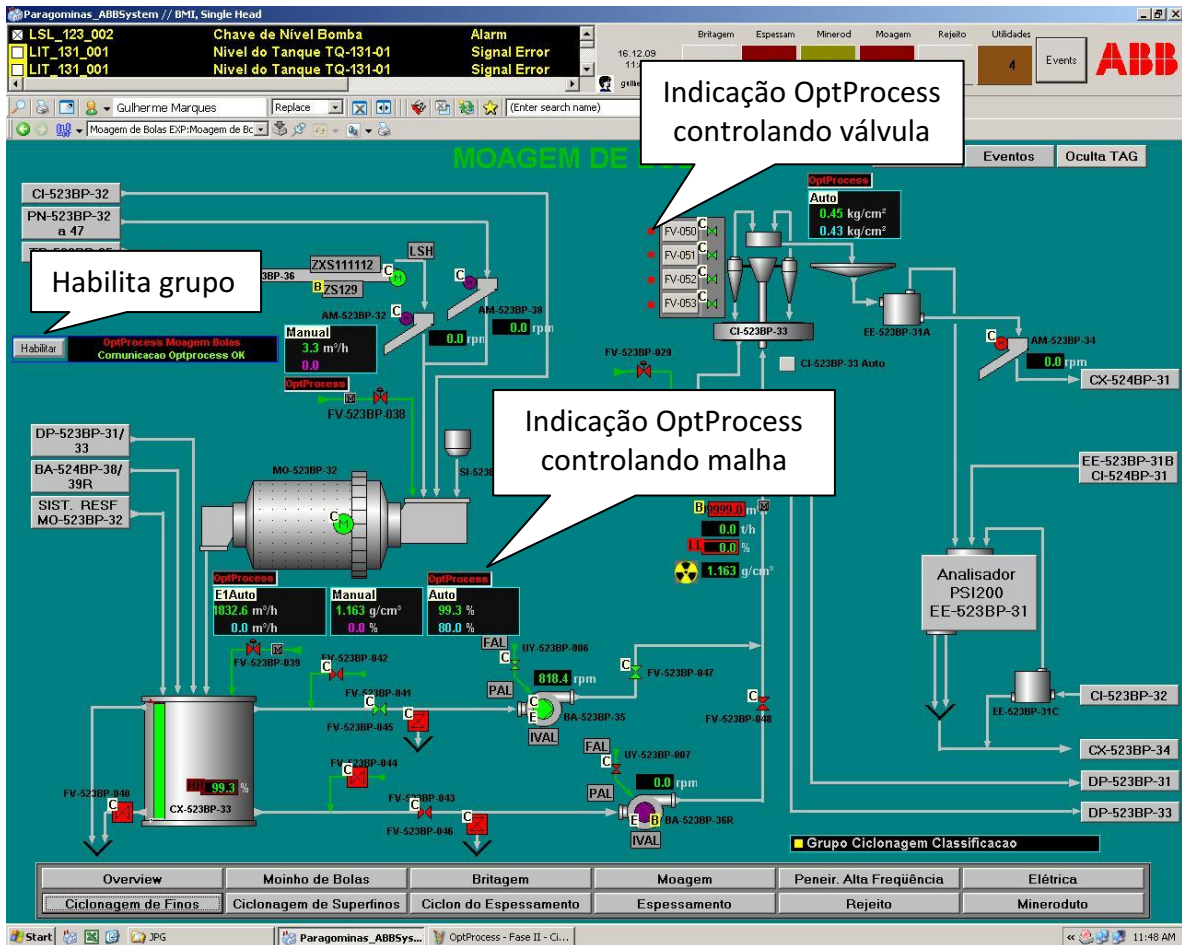 Paragominas_ABBSystem // BMI, Single Head
LSL_123_002 Chave de Nível Bomba Alarm
LIT_131_001 Nivel do Tanque TQ-131-01 Signal Error
LIT_131_001 Nivel do Tanque TQ-131-01 Signal Error
Britagem Espessam Minerod Moagem Rejeito Utilidades
16.12.09
4
Events
ABB
Gulherme Marques Replace (Enter search name)
Moagem de Bolas EXP:Moagem de Bc
Indicação OptProcess
controlando válvula
MOAGEM DE
Eventos Oculta TAG
CI-523BP-32
PN-523BP-32
a 47
Habilita grupo
ZXS111112
LSH
B ZS129
C M
AM-523BP-32
AM-523BP-38
0.0 rpm
0.0 rpm
Habilitar
OptProcess Moagem Bolas
Comunicacao Optprocess OK
Manual
3.3 m³/h
0.0
OptProcess
M
FV-523BP-038
OptProcess
Auto
0.45 kg/cm²
0.43 kg/cm²
FV-050 C
FV-051 C
FV-052 C
FV-053 C
CI-523BP-33
EE-523BP-31A
FV-523BP-029
CI-523BP-33 Auto
C AM-523BP-34
0.0 rpm
CX-524BP-31
Indicação OptProcess
controlando malha
DP-523BP-31/
33
BA-524BP-38/
39R
SIST. RESF
MO-523BP-32
MO-523BP-32
C M
EE-523BP-31B
CI-524BP-31
B 9999.0 M
0.0 t/h
LL 0.0 %
1.163 g/cm³
Analisador
PSI200
EE-523BP-31
OptProcess
E1Auto
1832.6 m³/h
0.0 m³/h
Manual
1.163 g/cm³
0.0 %
OptProcess
Auto
99.3 %
80.0 %
M
FV-523BP-039
C FV-523BP-042
FAL
C UY-523BP-006
C FV-523BP-047
818.4 rpm
PAL
FV-523BP-041
C
FV-523BP-045
C
C
E
BA-523BP-35
IVAL
C
FV-523BP-048
CI-523BP-32
EE-523BP-31C
CX-523BP-34
DP-523BP-31
DP-523BP-33
FAL
C UY-523BP-007
0.0 rpm
PAL
C FV-523BP-044
HH 99.3 %
CX-523BP-33
FV-523BP-040
C
FV-523BP-043
C
FV-523BP-046
C
E B
BA-523BP-36R
IVAL
Grupo Ciclonagem Classificacao
Overview Moinho de Bolas Britagem Moagem Peneir. Alta Freqüência Elétrica
Ciclonagem de Finos Ciclonagem de Superfinos Ciclon do Espessamento Espessamento Rejeito Mineroduto
Start JPG Paragominas_ABBSys... OptProcess - Fase II - Ci... 11:48 AM